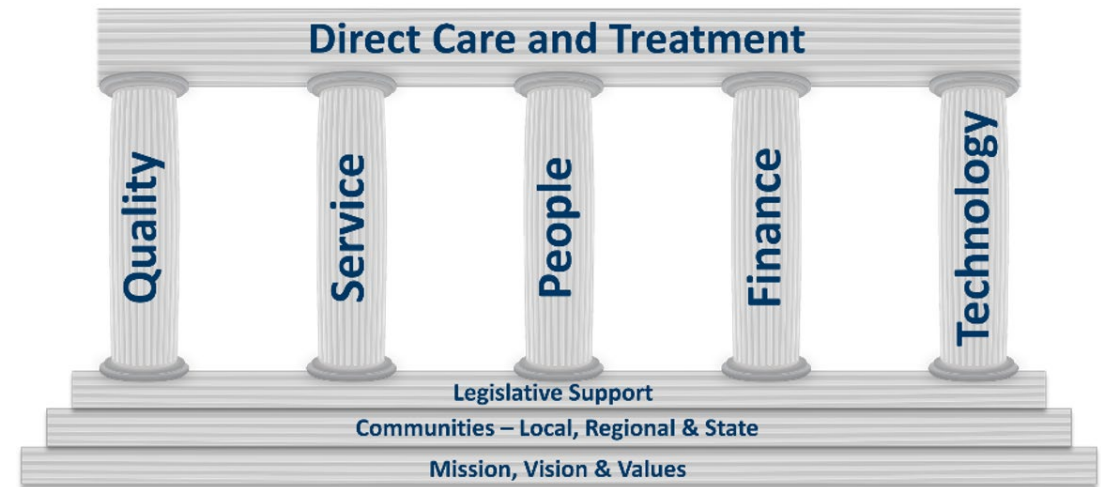 Direct Care and Treatment
Quality
Service
People
Finance
Technology
Legislative Support
Communities – Local, Regional & State
Mission, Vision & Values